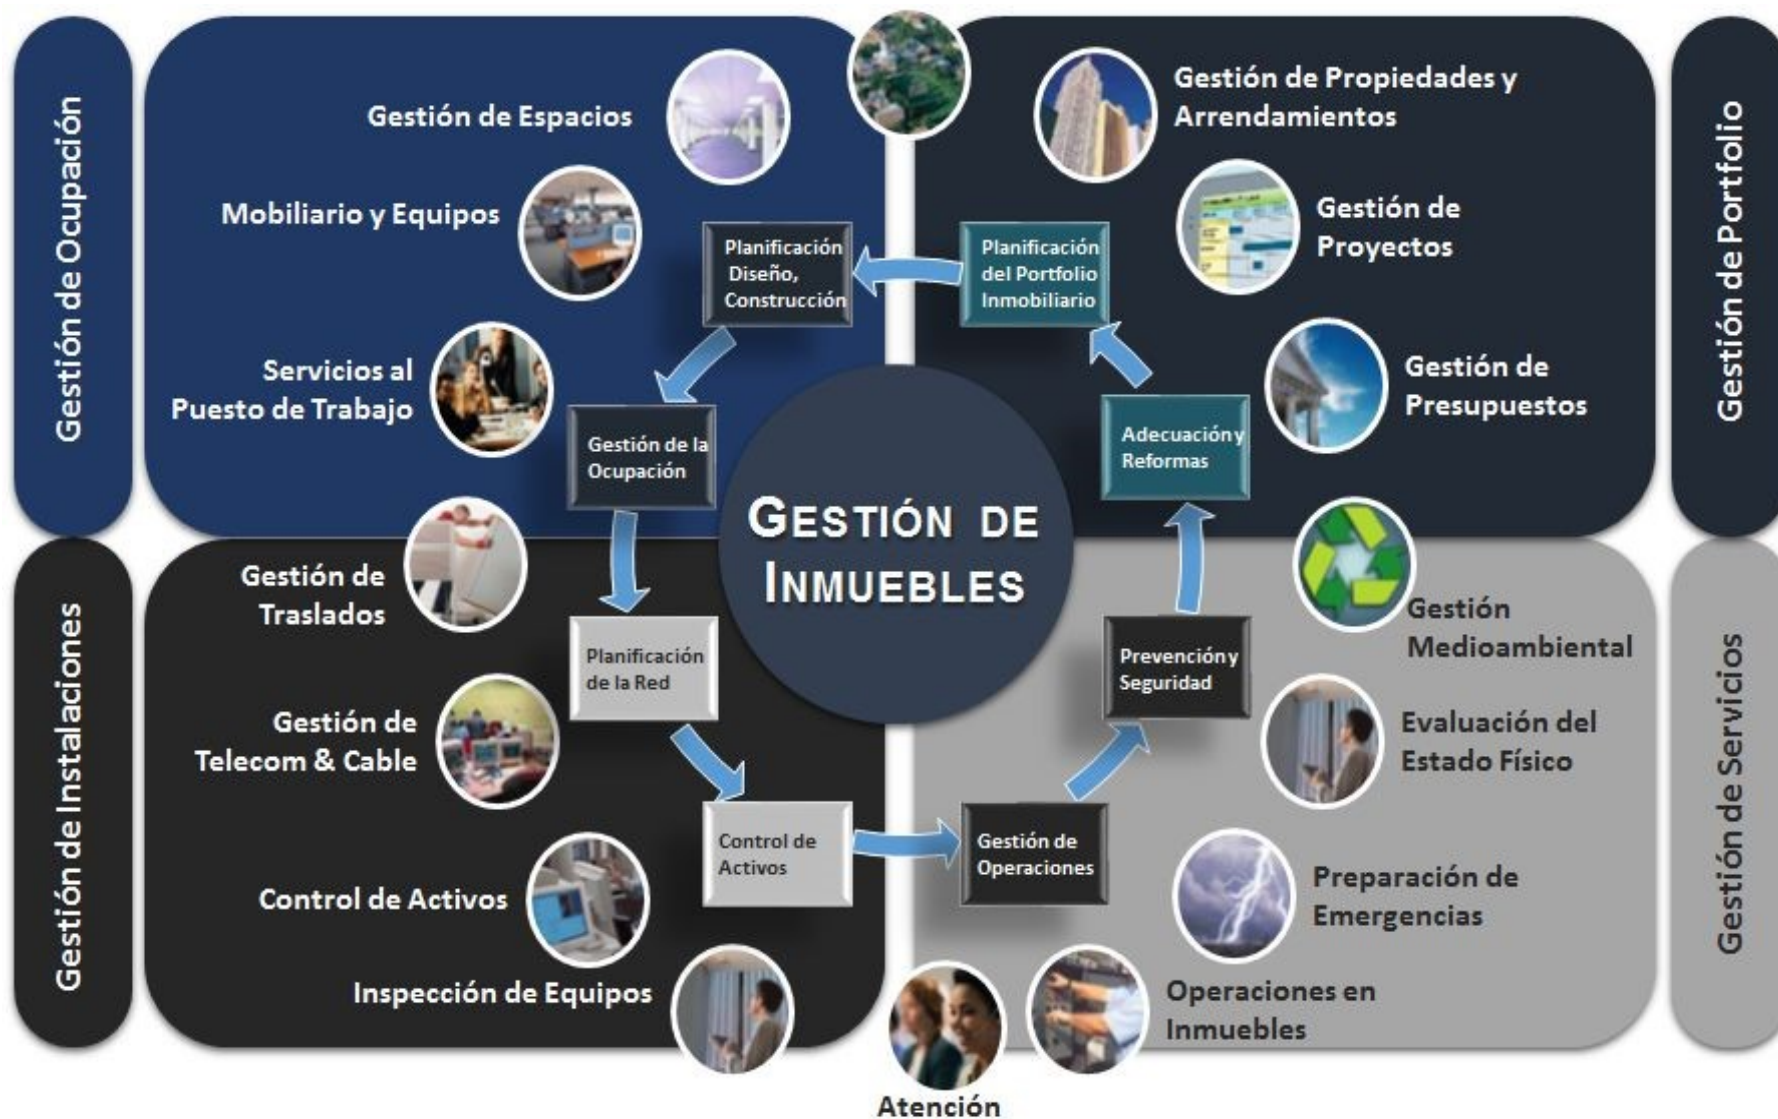 Gestión de Ocupación
Gestión de Espacios
Mobiliario y Equipos
Servicios al
Puesto de Trabajo
Planificación
Diseño,
Construcción
Gestión de la
Ocupación
Gestión de Portfolio
Gestión de Propiedades y
Arrendamientos
Gestión de
Proyectos
Gestión de
Presupuestos
Planificación
del Portfolio
Inmobiliario
Adecuación y
Reformas
GESTIÓN DE
INMUEBLES
Gestión de Instalaciones
Gestión de
Traslados
Gestión de
Telecom & Cable
Control de Activos
Inspección de Equipos
Planificación
de la Red
Control de
Activos
Gestión de Servicios
Gestión
Medioambiental
Evaluación del
Estado Físico
Preparación de
Emergencias
Operaciones en
Inmuebles
Prevención y
Seguridad
Gestión de
Operaciones
Atención